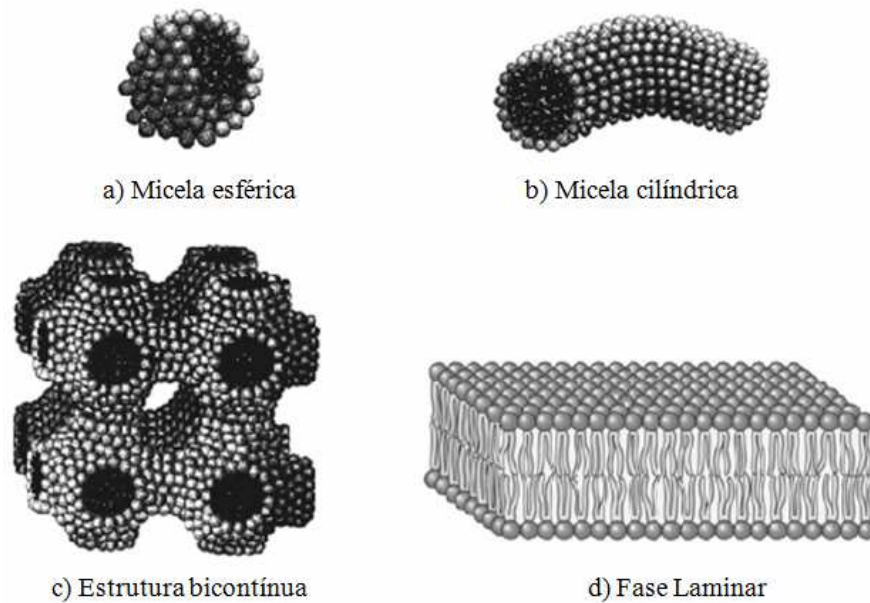 a) Micela esférica
b) Micela cilíndrica
c) Estrutura bicontínua
d) Fase Laminar